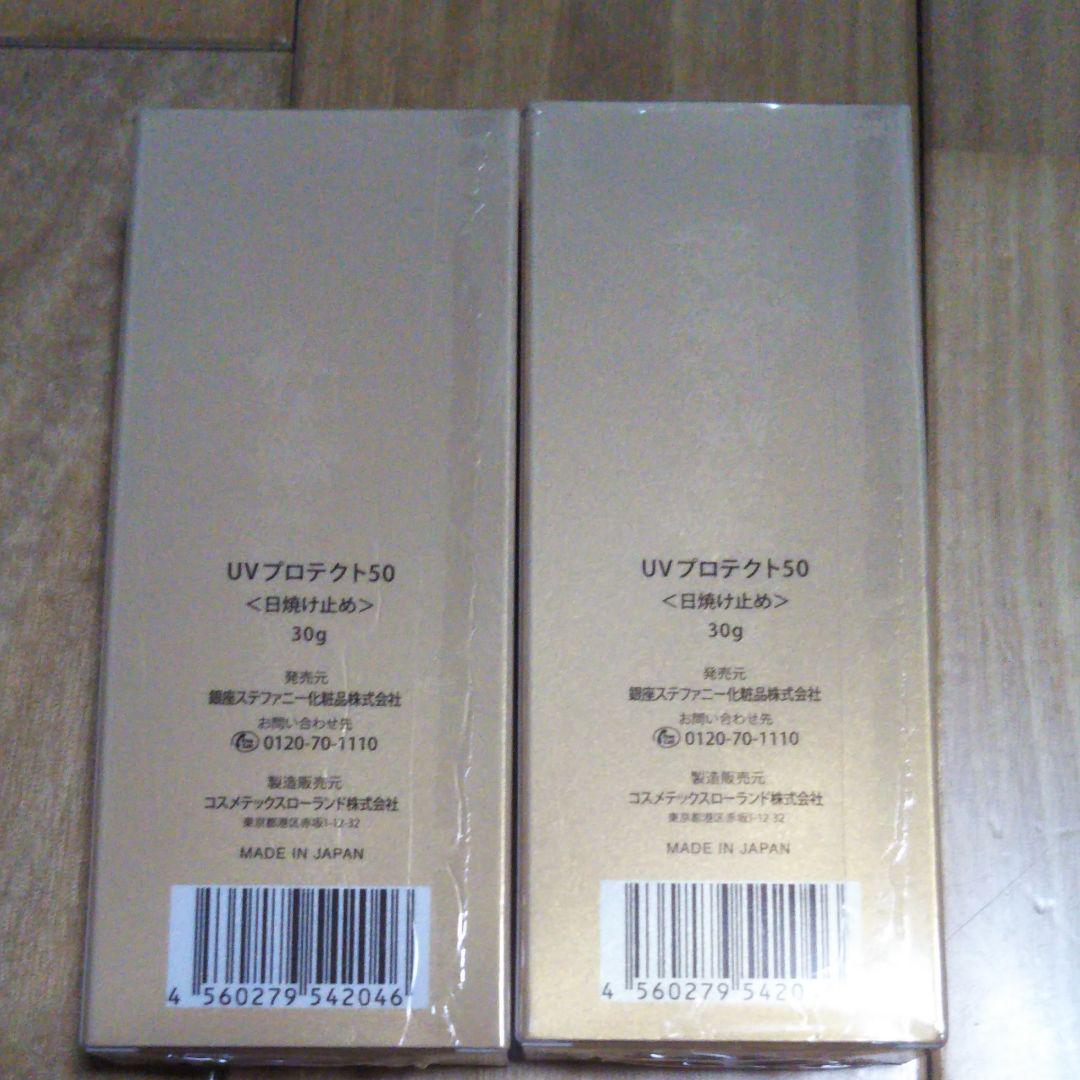 UVプロテクト50
＜日焼け止め＞
30g
発売元
銀座ステファニー化粧品株式会社
お問い合わせ先
0120-70-1110
製造販売元
コスメテックスローランド株式会社
東京都港区赤坂1-12-32
MADE IN JAPAN
4 560279 542046
UVプロテクト50
＜日焼け止め＞
30g
発売元
銀座ステファニー化粧品株式会社
お問い合わせ先
0120-70-1110
製造販売元
コスメテックスローランド株式会社
東京都港区赤坂1-12-32
MADE IN JAPAN
4 560279 5420